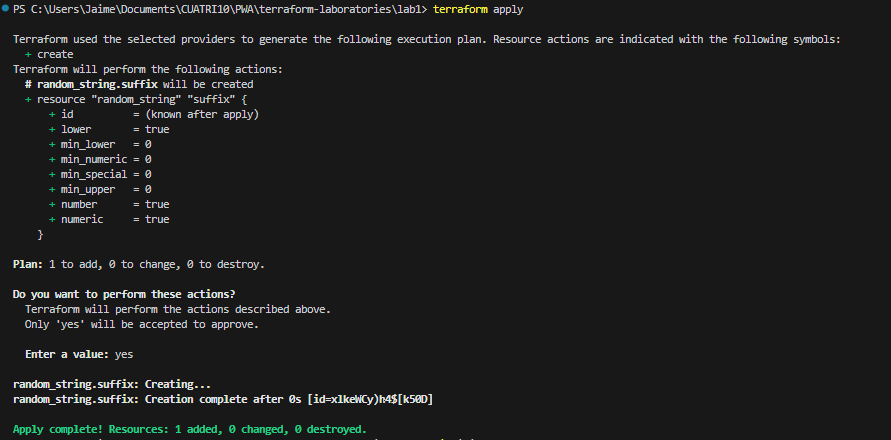 PS C:\Users\Jaime\Documents\CUATRI10\PWA\terraform-laboratories\lab1> terraform apply
Terraform used the selected providers to generate the following execution plan. Resource actions are indicated with the following symbols:
+ create
Terraform will perform the following actions:
# random_string.suffix will be created
+ resource "random_string" "suffix" {
+ id          = (known after apply)
+ lower       = true
+ min_lower   = 0
+ min_numeric = 0
+ min_special = 0
+ min_upper   = 0
+ number      = true
+ numeric     = true
}
Plan: 1 to add, 0 to change, 0 to destroy.
Do you want to perform these actions?
Terraform will perform the actions described above.
Only 'yes' will be accepted to approve.
Enter a value: yes
random_string.suffix: Creating...
random_string.suffix: Creation complete after 0s [id=xlkeWCy)h4$[k50D]
Apply complete! Resources: 1 added, 0 changed, 0 destroyed.